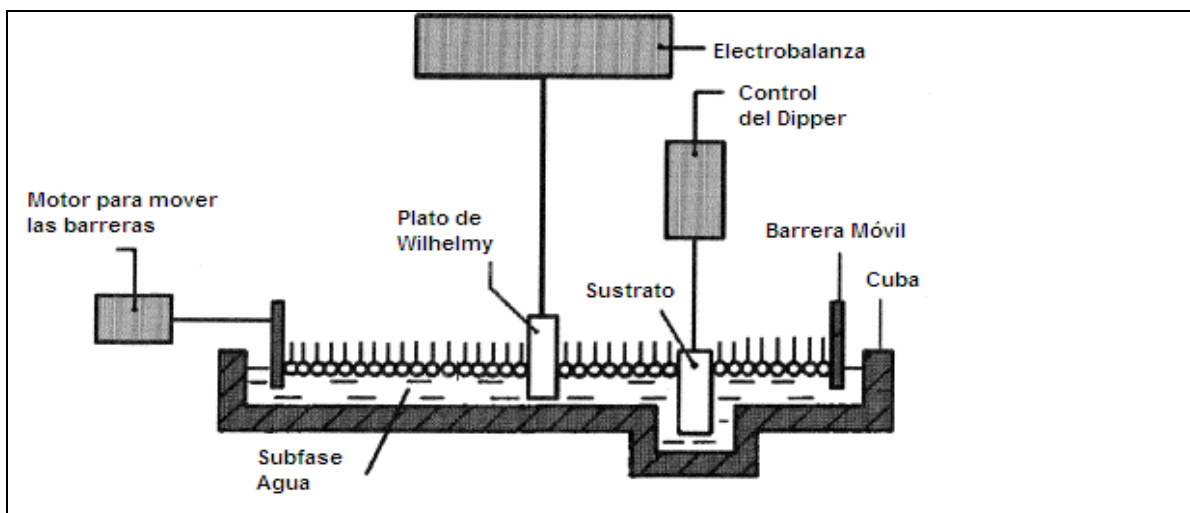 Electrobalanza
Control
del Dipper
Motor para mover
las barreras
Plato de
Wilhelmy
Barrera Móvil
Cuba
Sustrato
Subfase
Agua